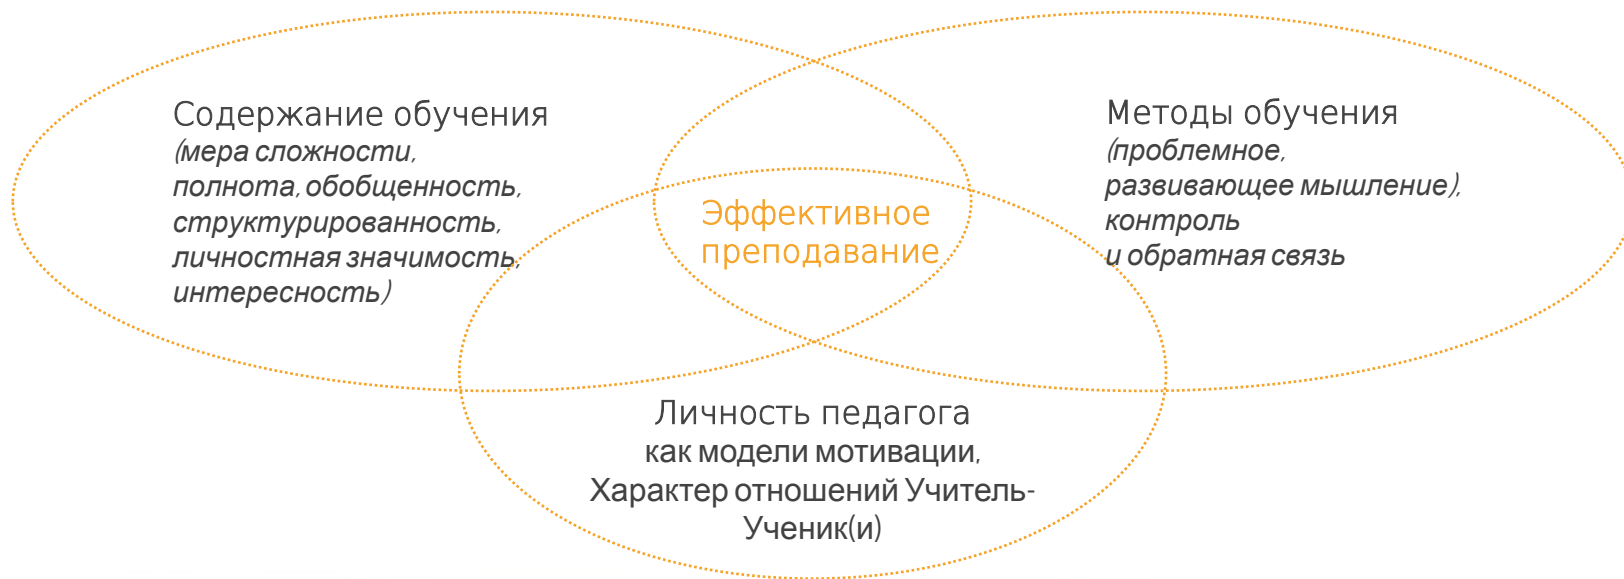 Содержание обучения
(мера сложности,
полнота, обобщенность,
структурированность,
личностная значимость,
интересность)
Методы обучения
(проблемное,
развивающее мышление),
контроль
и обратная связь
Эффективное
преподавание
Личность педагога
как модели мотивации,
Характер отношений Учитель-
Ученик(и)